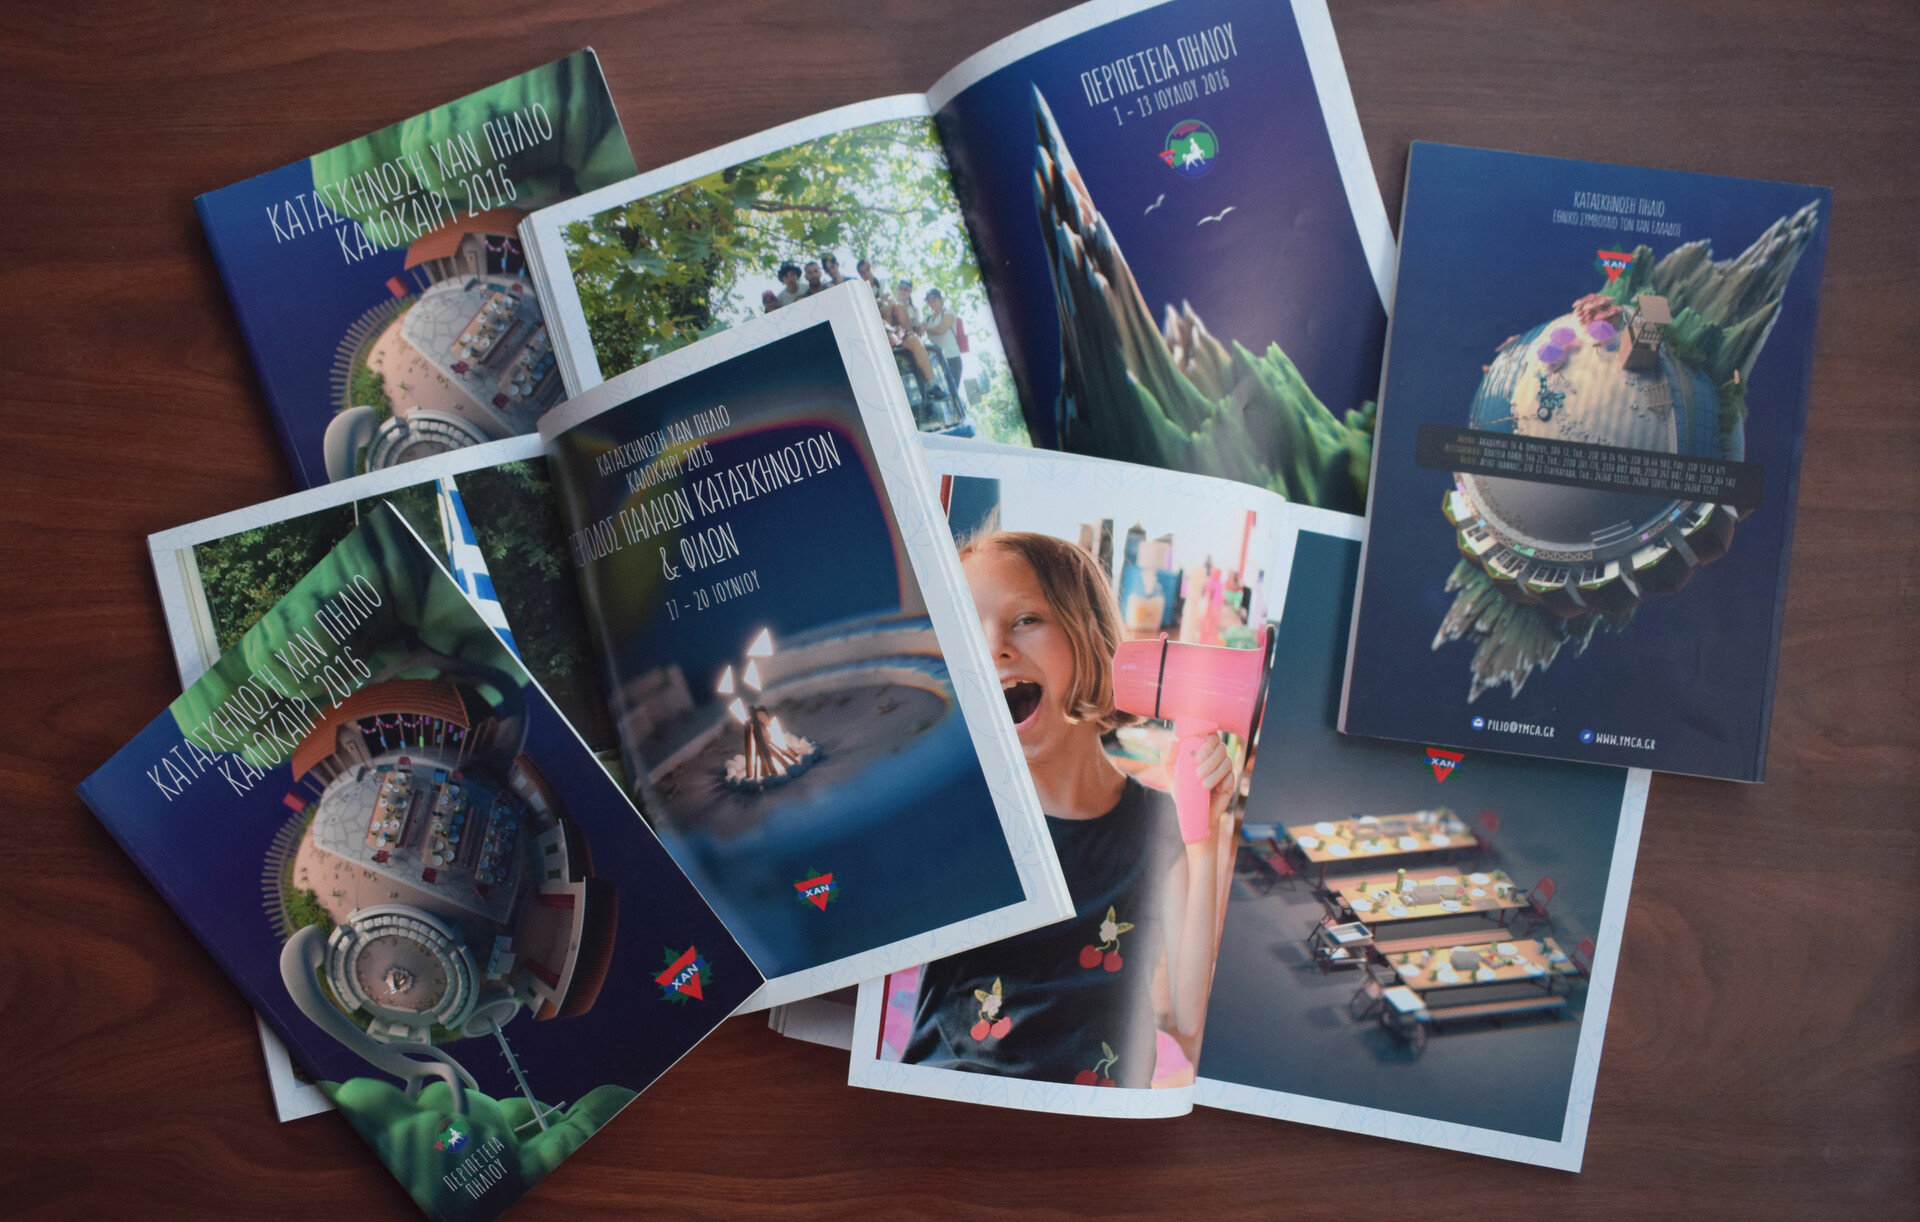 ΚΑΤΑΣΚΗΝΩΣΗ ΧΑΝ ΠΗΛΙΟ
ΚΑΛΟΚΑΙΡΙ 2016
ΠΕΡΙΠΕΤΕΙΑ ΠΗΛΙΟΥ
1 - 13 ΙΟΥΛΙΟΥ 2016
ΚΑΤΑΣΚΗΝΩΣΗ ΠΗΛΙΟ
ΕΘΝΙΚΟ ΣΥΜΒΟΥΛΙΟ ΤΩΝ ΧΑΝ ΕΛΛΑΔΟΣ
ΧΑΝ
PILIO@YMCA.GR
WWW.YMCA.GR
ΚΑΤΑΣΚΗΝΩΣΗ ΧΑΝ ΠΗΛΙΟ
ΚΑΛΟΚΑΙΡΙ 2016
ΠΑΛΑΙΩΝ ΚΑΤΑΣΚΗΝΩΤΩΝ
& ΦΙΛΩΝ
17 - 20 ΙΟΥΝΙΟΥ
ΧΑΝ
ΧΑΝ
ΚΑΤΑΣΚΗΝΩΣΗ ΧΑΝ ΠΗΛΙΟ
ΚΑΛΟΚΑΙΡΙ 2016
ΧΑΝ
ΠΕΡΙΠΕΤΕΙΑ
ΠΗΛΙΟΥ